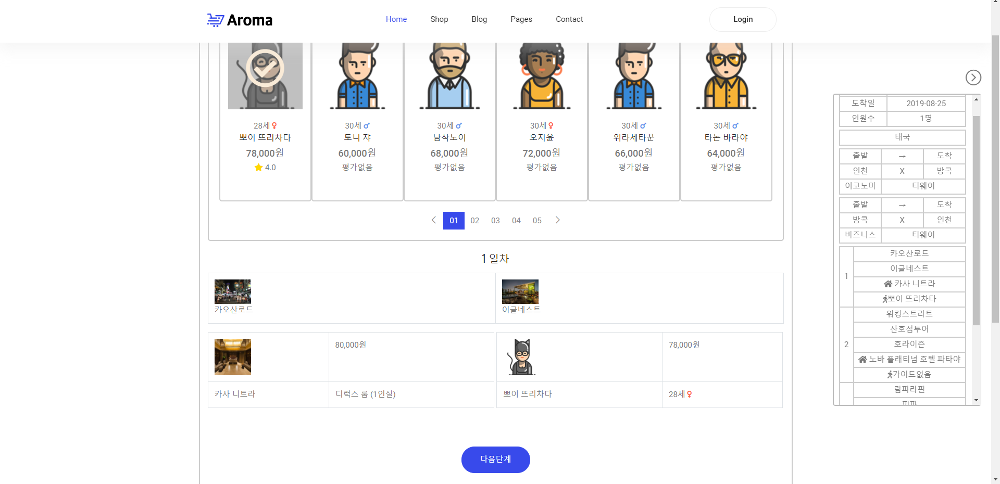 Aroma
Home Shop Blog Pages Contact
Login
28세
뽀이 뜨리차다
78,000원
4.0
30세
토니 쟈
60,000원
평가없음
30세
남삭노이
68,000원
평가없음
30세
오지윤
72,000원
평가없음
30세
위라세타꾼
66,000원
평가없음
30세
타논 바라야
64,000원
평가없음
01 02 03 04 05
1 일차
카오산로드
이글네스트
80,000원
78,000원
카사 니트라
디럭스 룸 (1인실)
뽀이 뜨리차다
28세
다음단계
도착일 2019-08-25
인원수 1명
태국
출발 → 도착
인천 X 방콕
이코노미 티웨이
출발 → 도착
방콕 X 인천
비즈니스 티웨이
1
카오산로드
이글네스트
카사 니트라
뽀이 뜨리차다
2
워킹스트리트
산호섬투어
호라이즌
노바 플래티넘 호텔 파타야
가이드없음
람파라핀